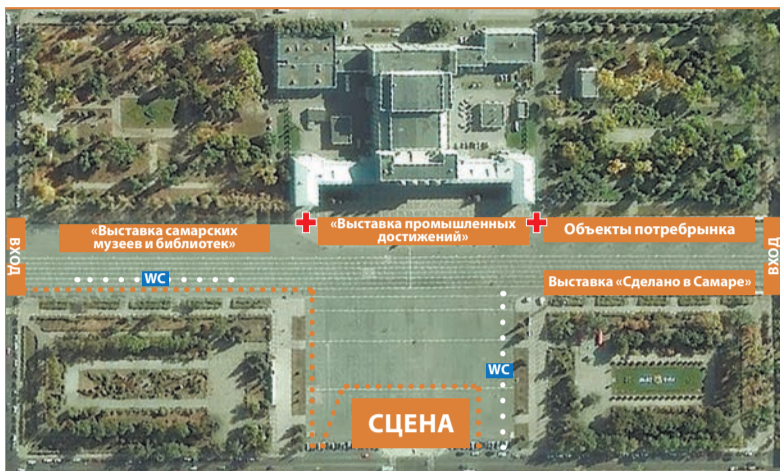 «Выставка самарских
музеев и библиотек»
«Выставка промышленных
достижений»
Объекты потребрынка
ВХОД
ВХОД
WC
Выставка «Сделано в Самаре»
WC
СЦЕНА